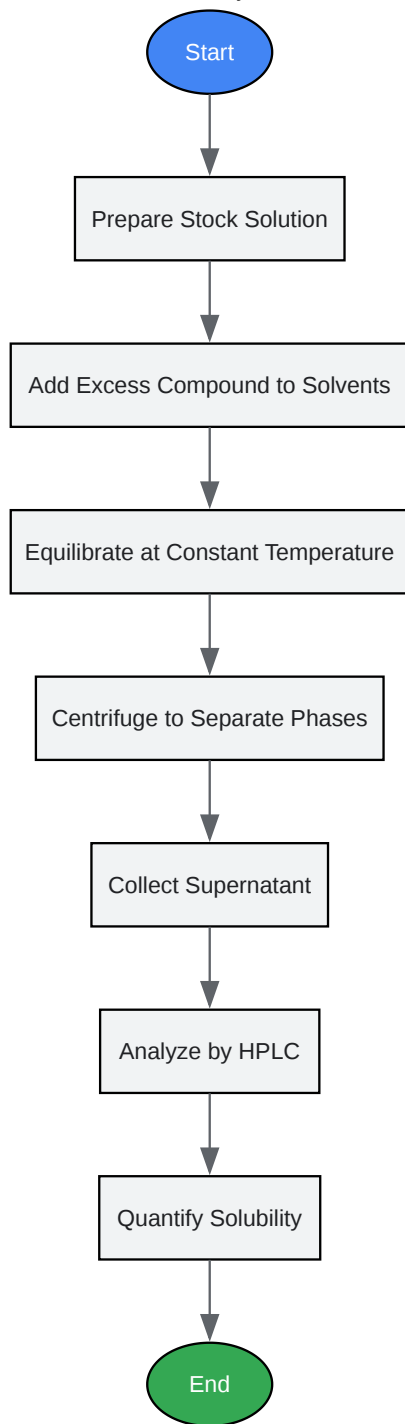 Start
Prepare Stock Solution
Add Excess Compound to Solvents
Equilibrate at Constant Temperature
Centrifuge to Separate Phases
Collect Supernatant
Analyze by HPLC
Quantify Solubility
End